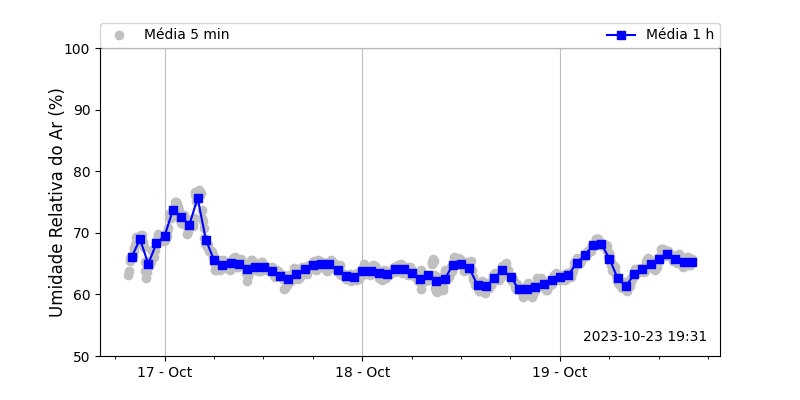 Média 5 min
Média 1 h
100
90
80
70
60
50
Umidade Relativa do Ar (%)
2023-10-23 19:31
17 - Oct
18 - Oct
19 - Oct